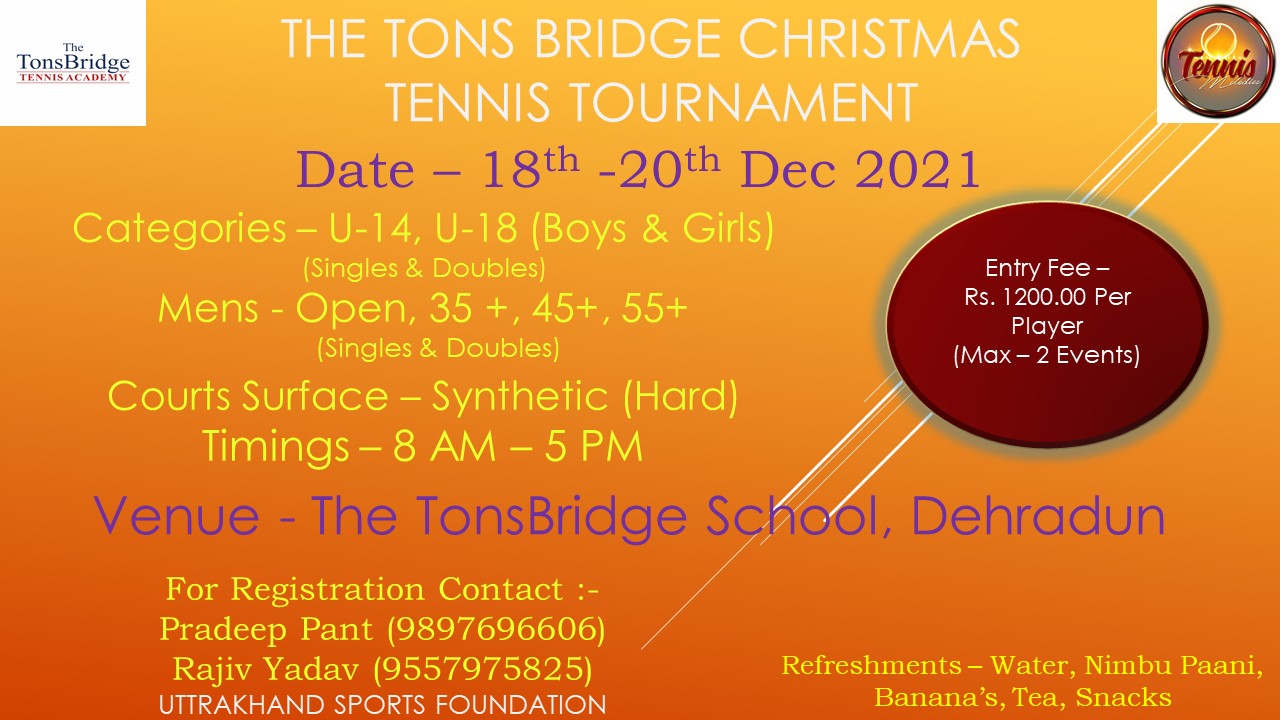 The
TonsBridge
TENNIS ACADEMY
THE TONS BRIDGE CHRISTMAS
TENNIS TOURNAMENT
Tennis
Melodies
Date – 18th -20th Dec 2021
Categories – U-14, U-18 (Boys & Girls)
(Singles & Doubles)
Mens - Open, 35 +, 45+, 55+
(Singles & Doubles)
Courts Surface – Synthetic (Hard)
Timings – 8 AM – 5 PM
Entry Fee –
Rs. 1200.00 Per
Player
(Max – 2 Events)
Venue - The TonsBridge School, Dehradun
For Registration Contact :-
Pradeep Pant (9897696606)
Rajiv Yadav (9557975825)
UTTRAKHAND SPORTS FOUNDATION
Refreshments – Water, Nimbu Paani,
Banana’s, Tea, Snacks